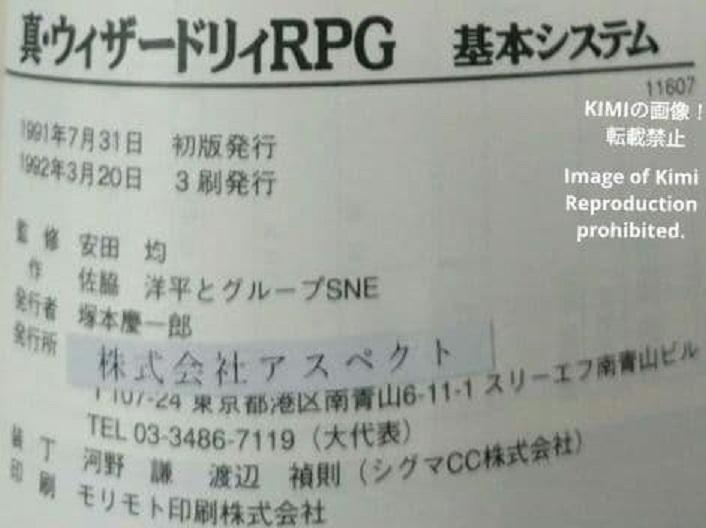 真・ウィザードリィRPG 基本システム
11607
KIMIの画像!
転載禁止
Image of Kimi
Reproduction
prohibited.
1991年7月31日 初版発行
1992年3月20日 3刷発行
監修 安田 均
作 佐脇 洋平とグループSNE
発行者 塚本慶一郎
発行所 株式会社アスペクト
〒107-24 東京都港区南青山6-11-1 スリーエフ南青山ビル
TEL 03-3486-7119(大代表)
装丁 河野 謙 渡辺 禎則(シグマCC株式会社)
印刷 モリモト印刷株式会社